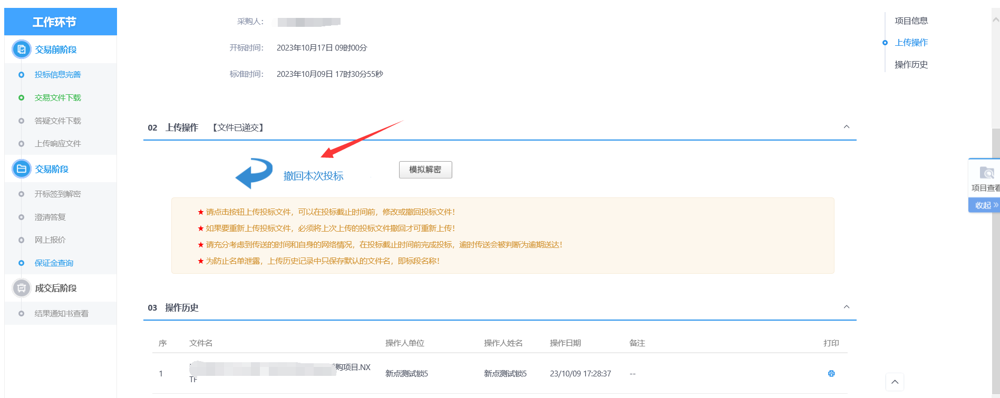 工作环节
交易前阶段
投标信息完善
交易文件下载
答疑文件下载
上传响应文件
交易阶段
开标签到解密
澄清答复
网上报价
保证金查询
成交后阶段
结果通知书查看
采购人：
开标时间： 2023年10月17日 09时00分
标准时间： 2023年10月09日 17时30分55秒
02 上传操作 【文件已递交】
撤回本次投标
模拟解密
★ 请点击按钮上传投标文件，可以在投标截止时间前，修改或撤回投标文件！
★ 如果要重新上传投标文件，必须将上次上传的投标文件撤回才可重新上传！
★ 请充分考虑到传送的时间和自身的网络情况，在投标截止时间前完成投标，逾时传送会被判断为逾期送达！
★ 为防止名单泄露，上传历史记录中只保存默认的文件名，即标段名称！
03 操作历史
序 文件名 操作人单位 操作人姓名 操作日期 备注 打印
1 购项目.NX 新点测试锁5 新点测试锁5 23/10/09 17:28:37 --
TF
项目信息
上传操作
操作历史
项目查看
收起 »